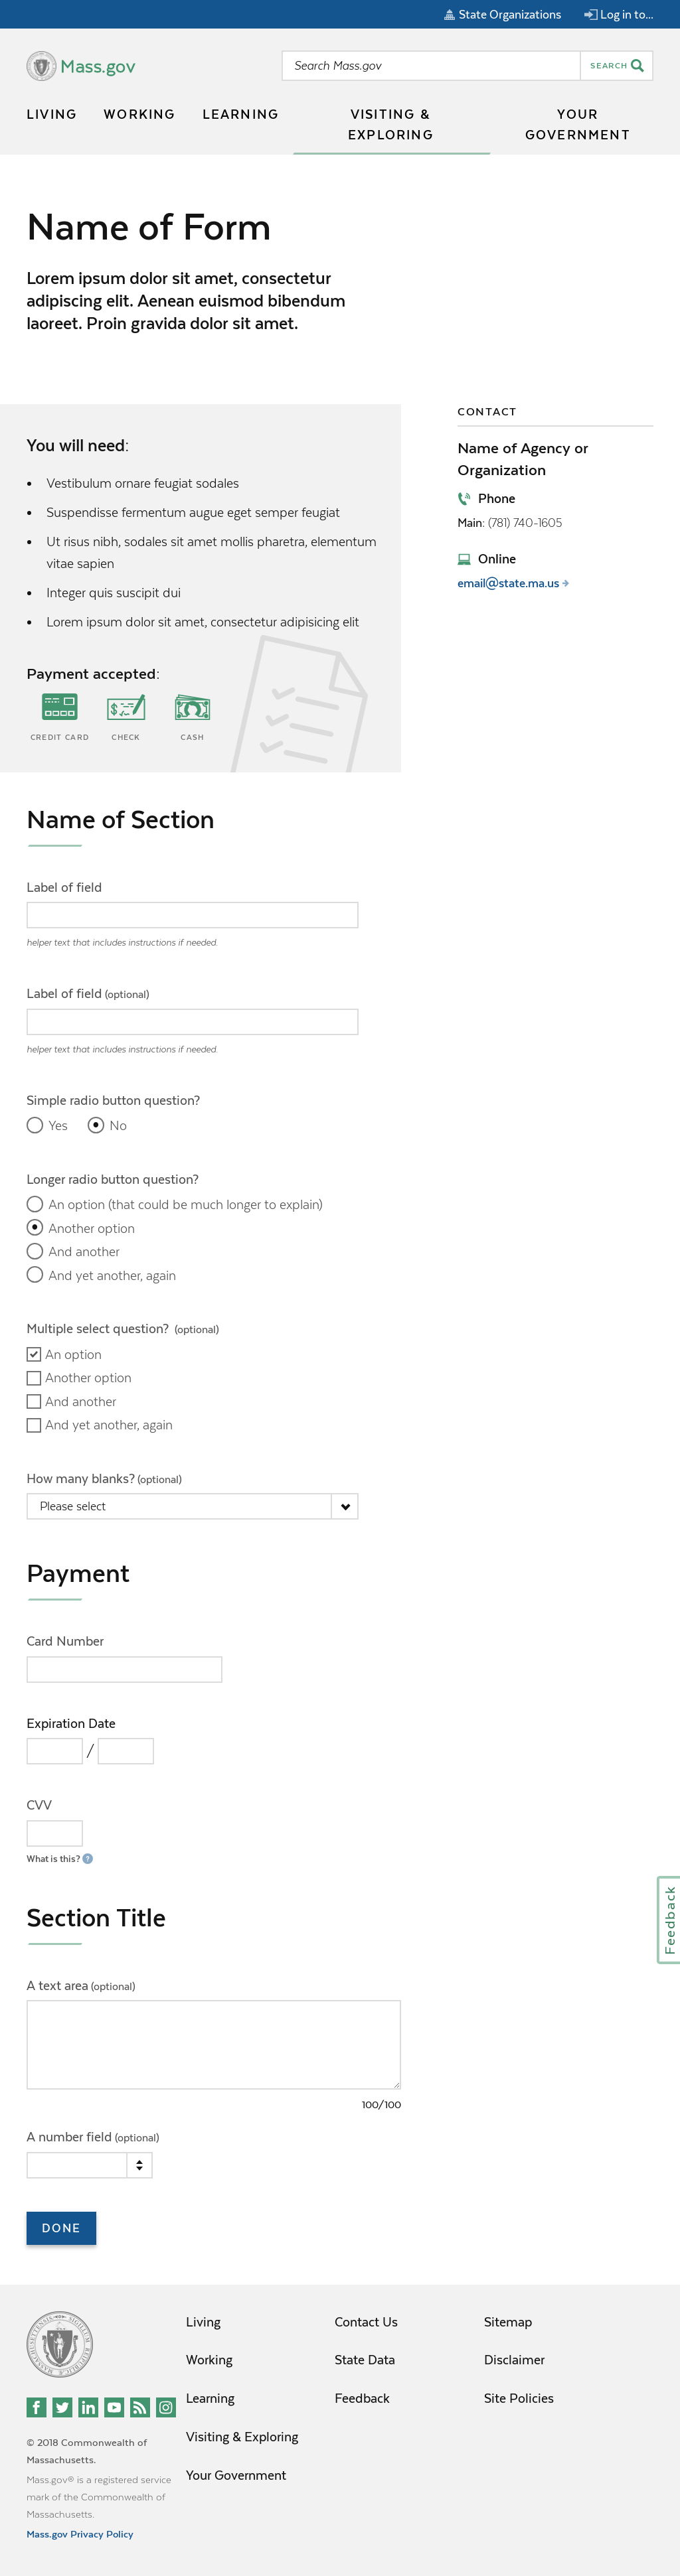 State Organizations
Log in to...
Mass.gov
Search Mass.gov
SEARCH
LIVING
WORKING
LEARNING
VISITING &
EXPLORING
YOUR
GOVERNMENT
Name of Form
Lorem ipsum dolor sit amet, consectetur
adipiscing elit. Aenean euismod bibendum
laoreet. Proin gravida dolor sit amet.
You will need:
Vestibulum ornare feugiat sodales
Suspendisse fermentum augue eget semper feugiat
Ut risus nibh, sodales sit amet mollis pharetra, elementum
vitae sapien
Integer quis suscipit dui
Lorem ipsum dolor sit amet, consectetur adipisicing elit
Payment accepted:
CREDIT CARD
CHECK
CASH
CONTACT
Name of Agency or
Organization
Phone
Main: (781) 740-1605
Online
email@state.ma.us
Name of Section
Label of field
helper text that includes instructions if needed.
Label of field (optional)
helper text that includes instructions if needed.
Simple radio button question?
Yes
No
Longer radio button question?
An option (that could be much longer to explain)
Another option
And another
And yet another, again
Multiple select question? (optional)
An option
Another option
And another
And yet another, again
How many blanks? (optional)
Please select
Payment
Card Number
Expiration Date
/
CVV
What is this? ?
Feedback
Section Title
A text area (optional)
100/100
A number field (optional)
DONE
Living
Working
Learning
Visiting & Exploring
Your Government
Contact Us
State Data
Feedback
Sitemap
Disclaimer
Site Policies
© 2018 Commonwealth of
Massachusetts.
Mass.gov® is a registered service
mark of the Commonwealth of
Massachusetts.
Mass.gov Privacy Policy